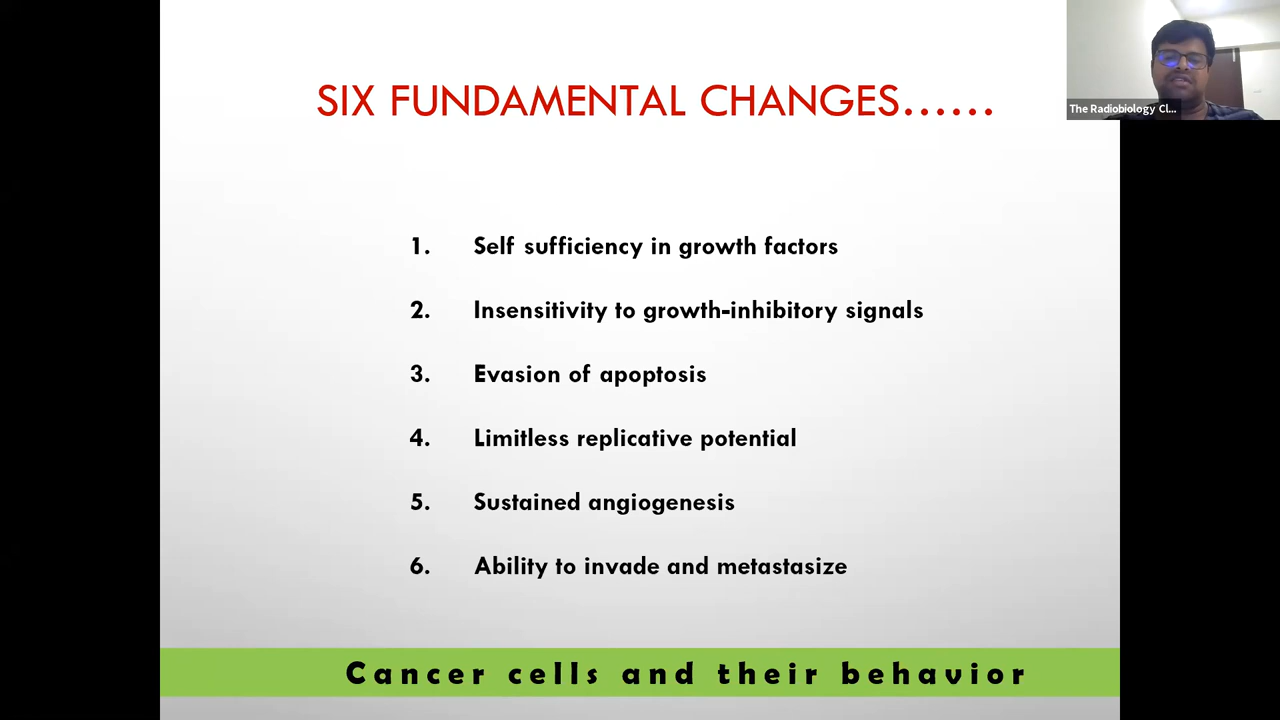 SIX FUNDAMENTAL CHANGES......
The Radiobiology Cl...
1. Self sufficiency in growth factors
2. Insensitivity to growth-inhibitory signals
3. Evasion of apoptosis
4. Limitless replicative potential
5. Sustained angiogenesis
6. Ability to invade and metastasize
Cancer cells and their behavior